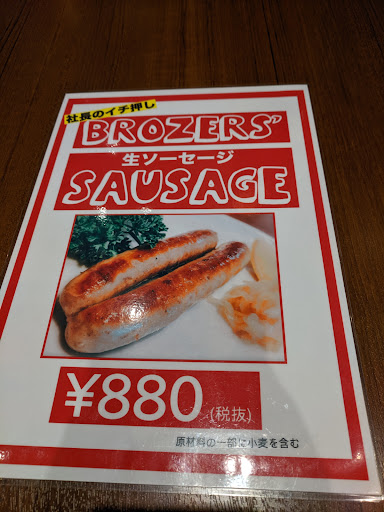 社長のイチ押し
BROZERS'
生ソーセージ
SAUSAGE
¥880 (税抜)
原材料の一部に小麦を含む